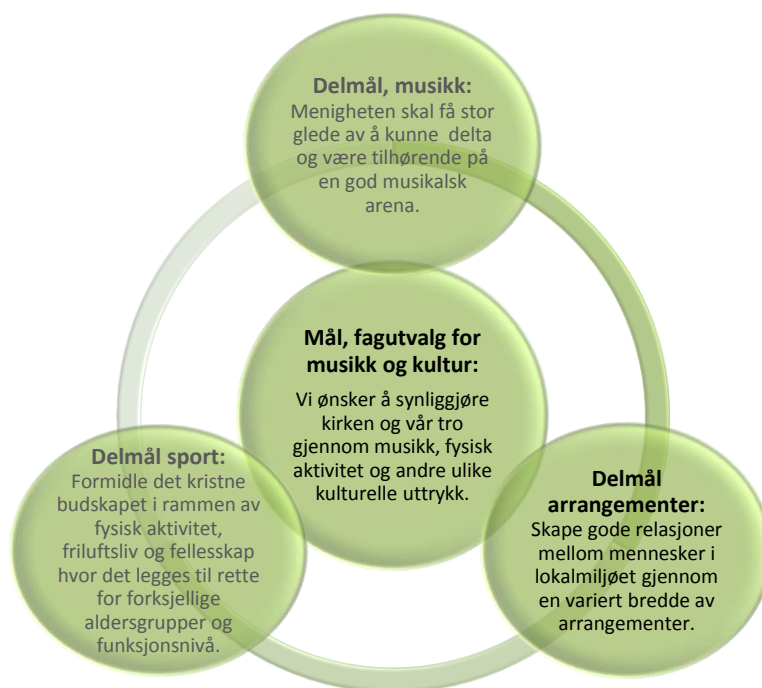 Delmål, musikk:
Menigheten skal få stor
glede av å kunne  delta
og være tilhørende på
en god musikalsk
arena.
Mål, fagutvalg for
musikk og kultur:
Vi ønsker å synliggjøre
kirken og vår tro
gjennom musikk, fysisk
aktivitet og andre ulike
kulturelle uttrykk.
Delmål sport:
Formidle det kristne
budskapet i rammen av
fysisk aktivitet,
friluftsliv og fellesskap
hvor det legges til rette
for forksjellige
aldersgrupper og
funksjonsnivå.
Delmål
arrangementer:
Skape gode relasjoner
mellom mennesker i
lokalmiljøet gjennom
en variert bredde av
arrangementer.